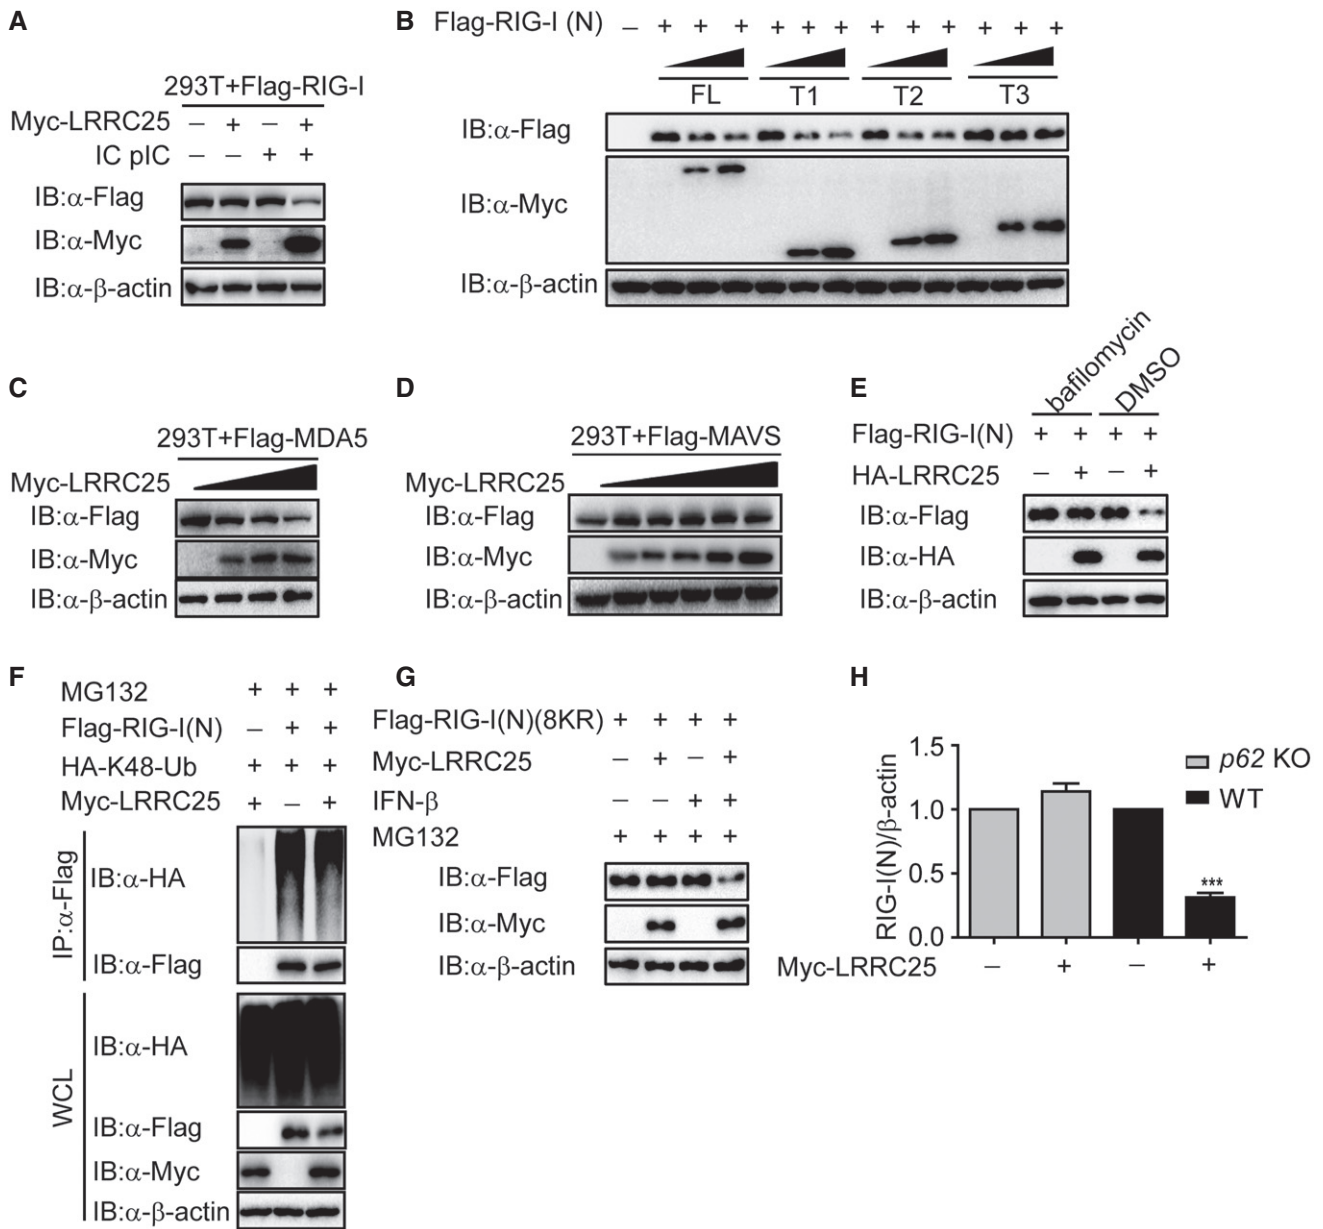 A
293T+Flag-RIG-I
Myc-LRRC25 – + – +
IC pIC – – + +
IB:α-Flag
IB:α-Myc
IB:α-β-actin
B
Flag-RIG-I (N) – + + + + + + + + + + + +
FL T1 T2 T3
IB:α-Flag
IB:α-Myc
IB:α-β-actin
C
293T+Flag-MDA5
Myc-LRRC25
IB:α-Flag
IB:α-Myc
IB:α-β-actin
D
293T+Flag-MAVS
Myc-LRRC25
IB:α-Flag
IB:α-Myc
IB:α-β-actin
E
bafilomycin DMSO
Flag-RIG-I(N) + + + +
HA-LRRC25 – + – +
IB:α-Flag
IB:α-HA
IB:α-β-actin
F
MG132 + + +
Flag-RIG-I(N) – + +
HA-K48-Ub + + +
Myc-LRRC25 + – +
IP:α-Flag
IB:α-HA
IB:α-Flag
WCL
IB:α-HA
IB:α-Flag
IB:α-Myc
IB:α-β-actin
G
Flag-RIG-I(N)(8KR) + + + +
Myc-LRRC25 – + – +
IFN-β – – + +
MG132 + + + +
IB:α-Flag
IB:α-Myc
IB:α-β-actin
H
RIG-I(N)/β-actin
1.5
1.0
0.5
0.0
p62 KO
WT
***
Myc-LRRC25 – + – +